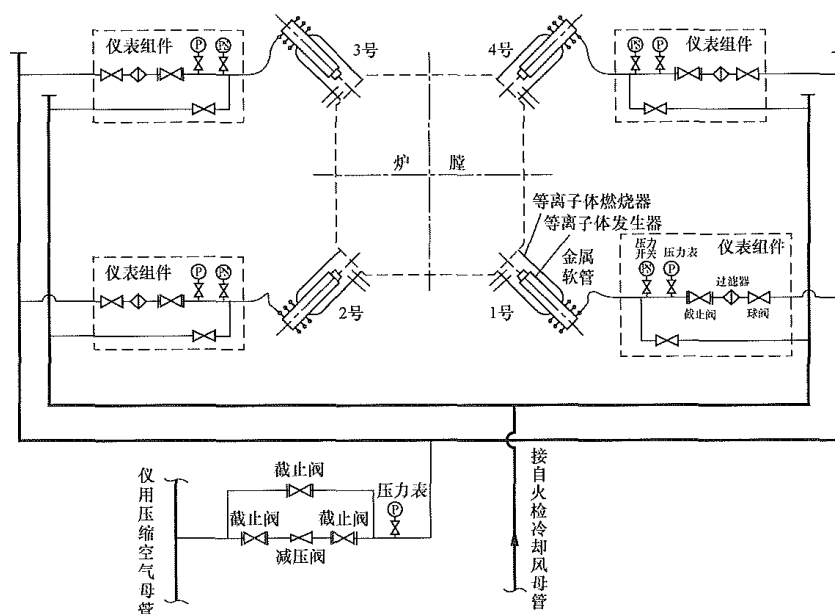 仪表组件
P
PS
3号
4号
PS
P
仪表组件
炉
膛
等离子体燃烧器
等离子体发生器
金属
软管
压力
开关
压力表
仪表组件
PS
P
过滤器
截止阀
球阀
1号
仪表组件
P
PS
2号
仪用压缩空气母管
截止阀
压力表
P
截止阀
截止阀
减压阀
接自火检冷却风母管